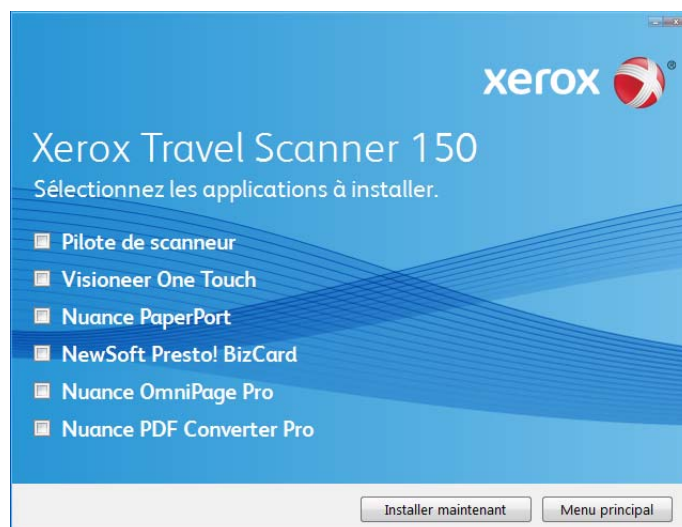 xerox ®
Xerox Travel Scanner 150
Sélectionnez les applications à installer.
Pilote de scanneur
Visioneer One Touch
Nuance PaperPort
NewSoft Presto! BizCard
Nuance OmniPage Pro
Nuance PDF Converter Pro
Installer maintenant
Menu principal